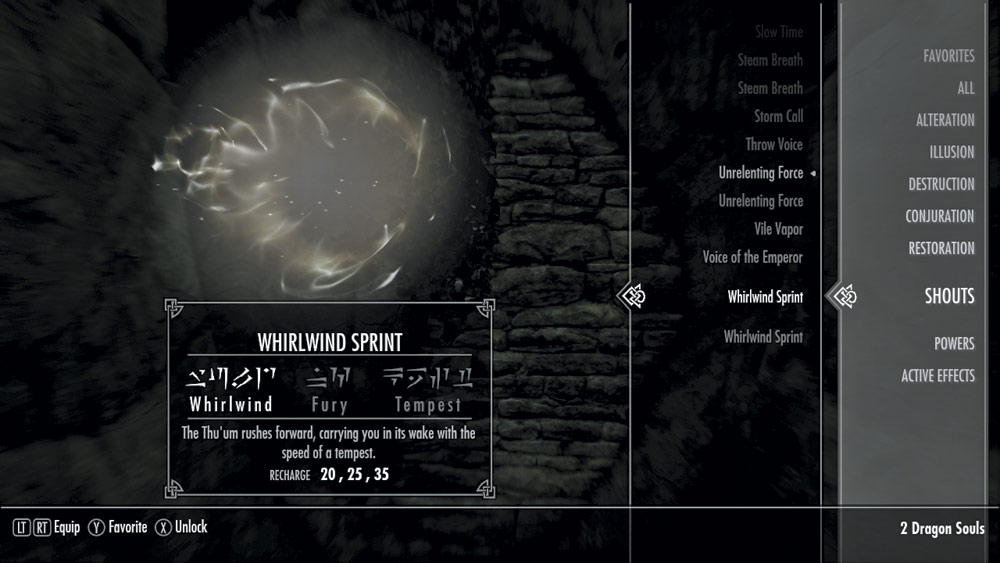 Slow Time
Steam Breath
Steam Breath
Storm Call
Throw Voice
Unrelenting Force
Unrelenting Force
Vile Vapor
Voice of the Emperor
Whirlwind Sprint
Whirlwind Sprint
FAVORITES
ALL
ALTERATION
ILLUSION
DESTRUCTION
CONJURATION
RESTORATION
SHOUTS
POWERS
ACTIVE EFFECTS
WHIRLWIND SPRINT
Whirlwind Fury Tempest
The Thu'um rushes forward, carrying you in its wake with the
speed of a tempest.
RECHARGE 20 , 25 , 35
LT RT Equip Y Favorite X Unlock
2 Dragon Souls